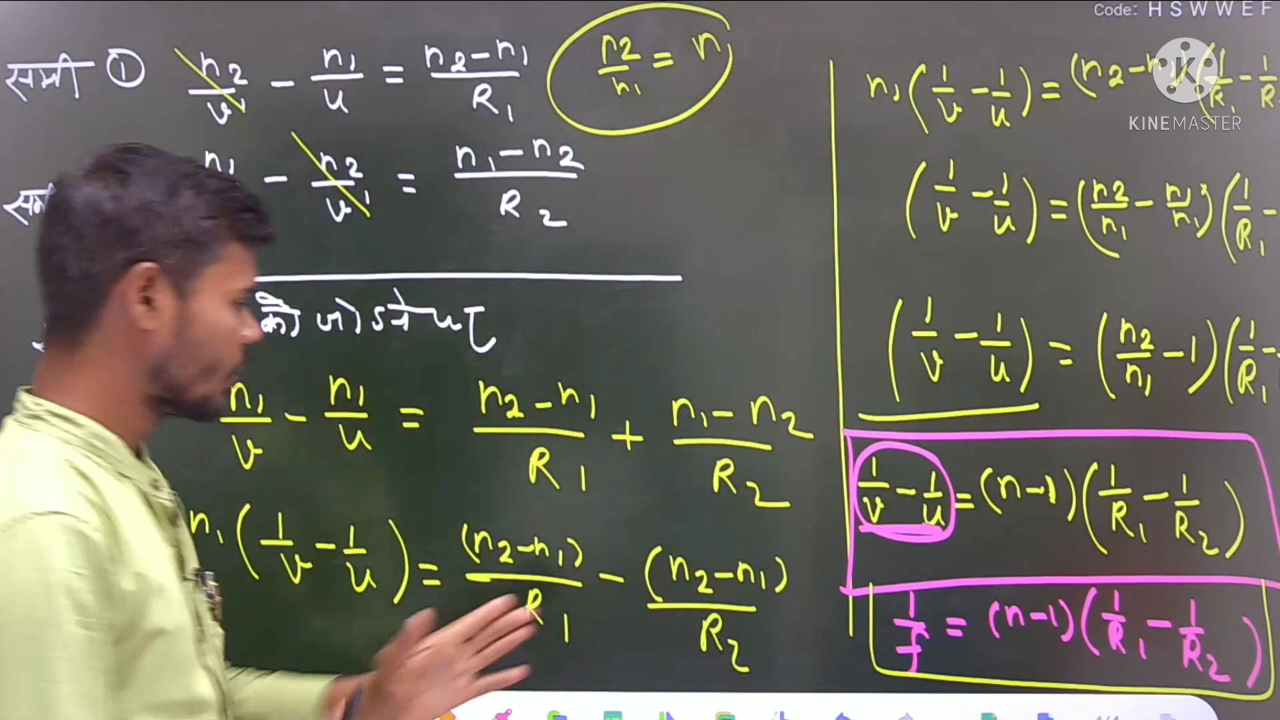 Code: H S W W E F
KINEMASTER
समी ① n₂/v' - n₁/u = (n₂-n₁)/R₁
n₂/n₁ = n
n₁ - n₂/v' = (n₁-n₂)/R₂
को जोडने पर
n₁/v - n₁/u = (n₂-n₁)/R₁ + (n₁-n₂)/R₂
n₁(1/v - 1/u) = (n₂-n₁)/R₁ - (n₂-n₁)/R₂
n₁(1/v - 1/u) = (n₂-n₁)(1/R₁ - 1/R
(1/v - 1/u) = (n₂/n₁ - n₁/n₁)(1/R₁ -
(1/v - 1/u) = (n₂/n₁ - 1)(1/R₁ -
1/v - 1/u = (n-1)(1/R₁ - 1/R₂)
1/f = (n-1)(1/R₁ - 1/R₂)